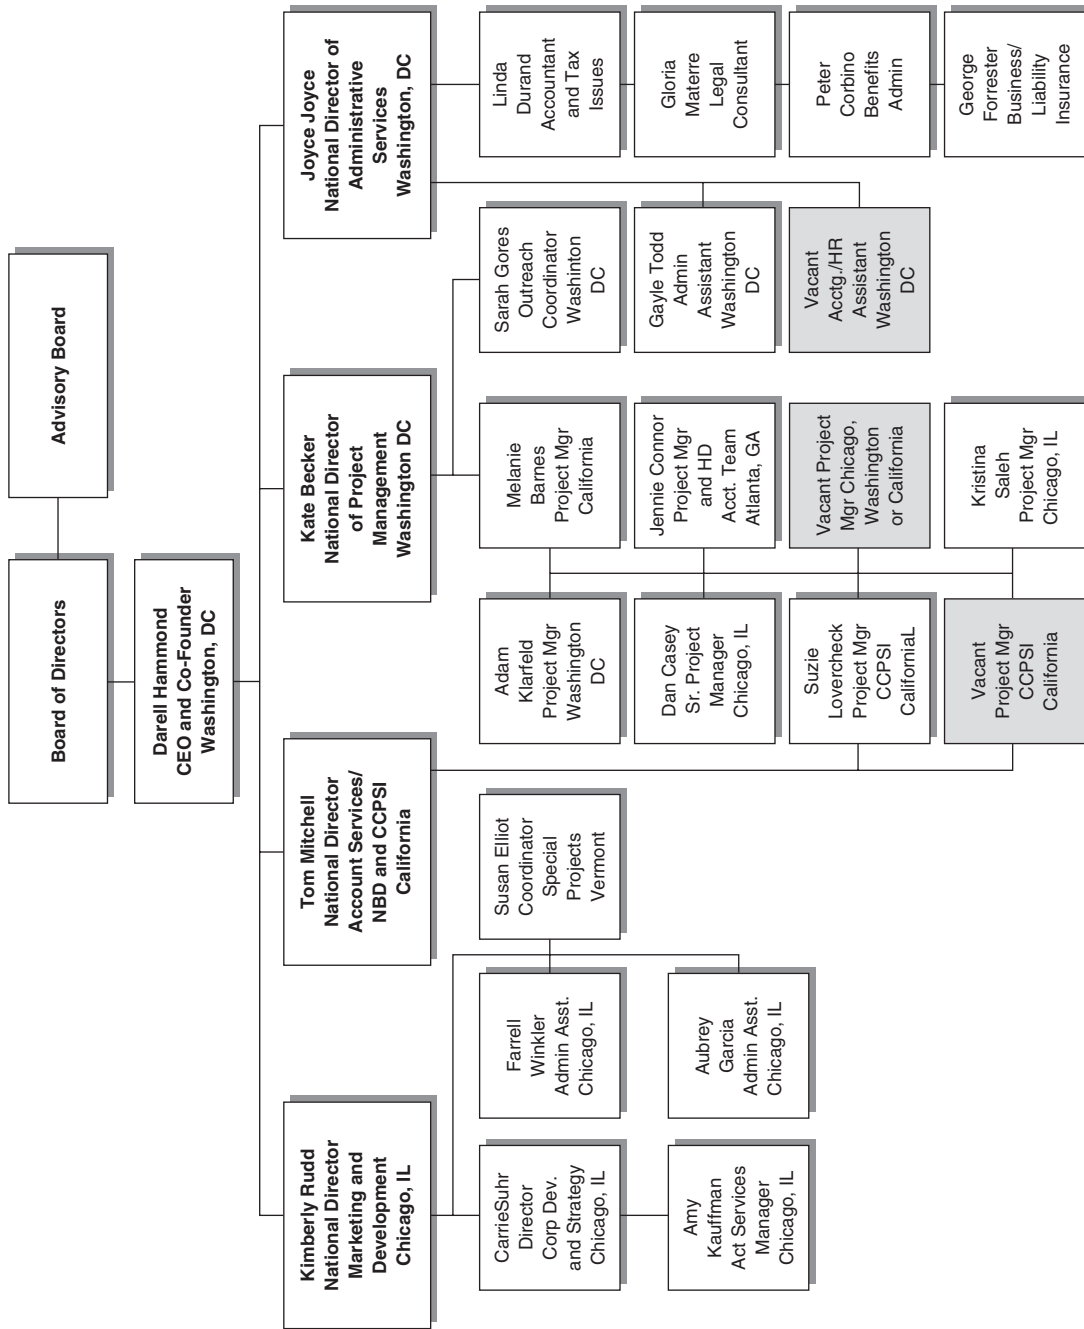 Advisory Board
Board of Directors
Darell Hammond
CEO and Co-Founder
Washington, DC
Kimberly Rudd
National Director
Marketing and
Development
Chicago, IL
Tom Mitchell
National Director
Account Services/
NBD and CCPSI
California
Kate Becker
National Director
of Project
Management
Washington DC
Joyce Joyce
National Director of
Administrative
Services
Washington, DC
CarrieSuhr
Director
Corp Dev.
and Strategy
Chicago, IL
Farrell
Winkler
Admin Asst.
Chicago, IL
Susan Elliot
Coordinator
Special
Projects
Vermont
Adam
Klarfeld
Project Mgr
Washington
DC
Melanie
Barnes
Project Mgr
California
Sarah Gores
Outreach
Coordinator
Washinton
DC
Linda
Durand
Accountant
and Tax
Issues
Amy
Kauffman
Act Services
Manager
Chicago, IL
Aubrey
Garcia
Admin Asst.
Chicago, IL
Dan Casey
Sr. Project
Manager
Chicago, IL
Jennie Connor
Project Mgr
and HD
Acct. Team
Atlanta, GA
Gayle Todd
Admin
Assistant
Washington
DC
Gloria
Materre
Legal
Consultant
Suzie
Lovercheck
Project Mgr
CCPSI
CaliforniaL
Vacant Project
Mgr Chicago,
Washington
or California
Vacant
Acctg./HR
Assistant
Washington
DC
Peter
Corbino
Benefits
Admin
Vacant
Project Mgr
CCPSI
California
Kristina
Saleh
Project Mgr
Chicago, IL
George
Forrester
Business/
Liability
Insurance